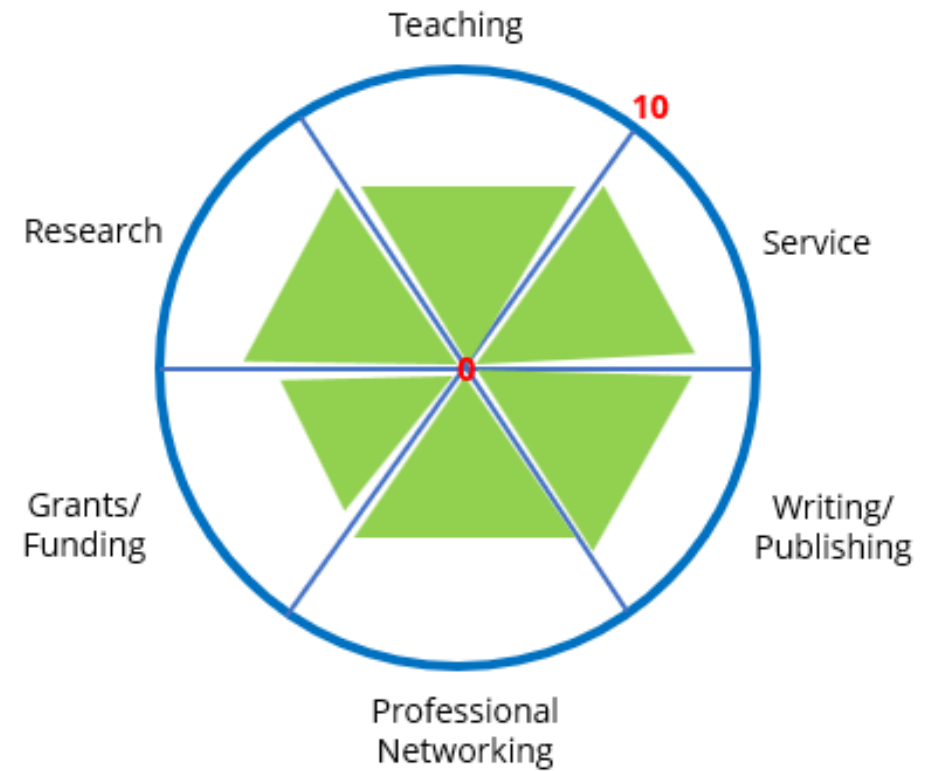 Teaching
10
Research
Service
0
Grants/
Funding
Writing/
Publishing
Professional
Networking